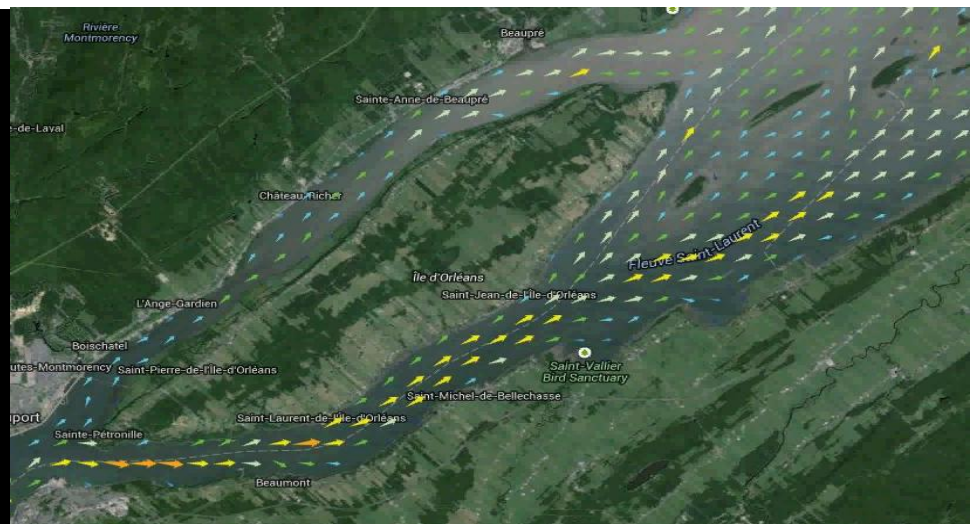 Rivière
Montmorency
Beaupré
Sainte-Anne-de-Beaupré
e-de-Laval
Château-Richer
Île d'Orléans
Fleuve Saint-Laurent
L'Ange-Gardien
Saint-Jean-de-l'Île-d'Orléans
Boischatel
utes-Montmorency
Saint-Pierre-de-l'Île-d'Orléans
Saint-Vallier
Bird Sanctuary
Saint-Michel-de-Bellechasse
uport
Saint-Laurent-de-l'Île-d'Orléans
Sainte-Pétronille
Beaumont